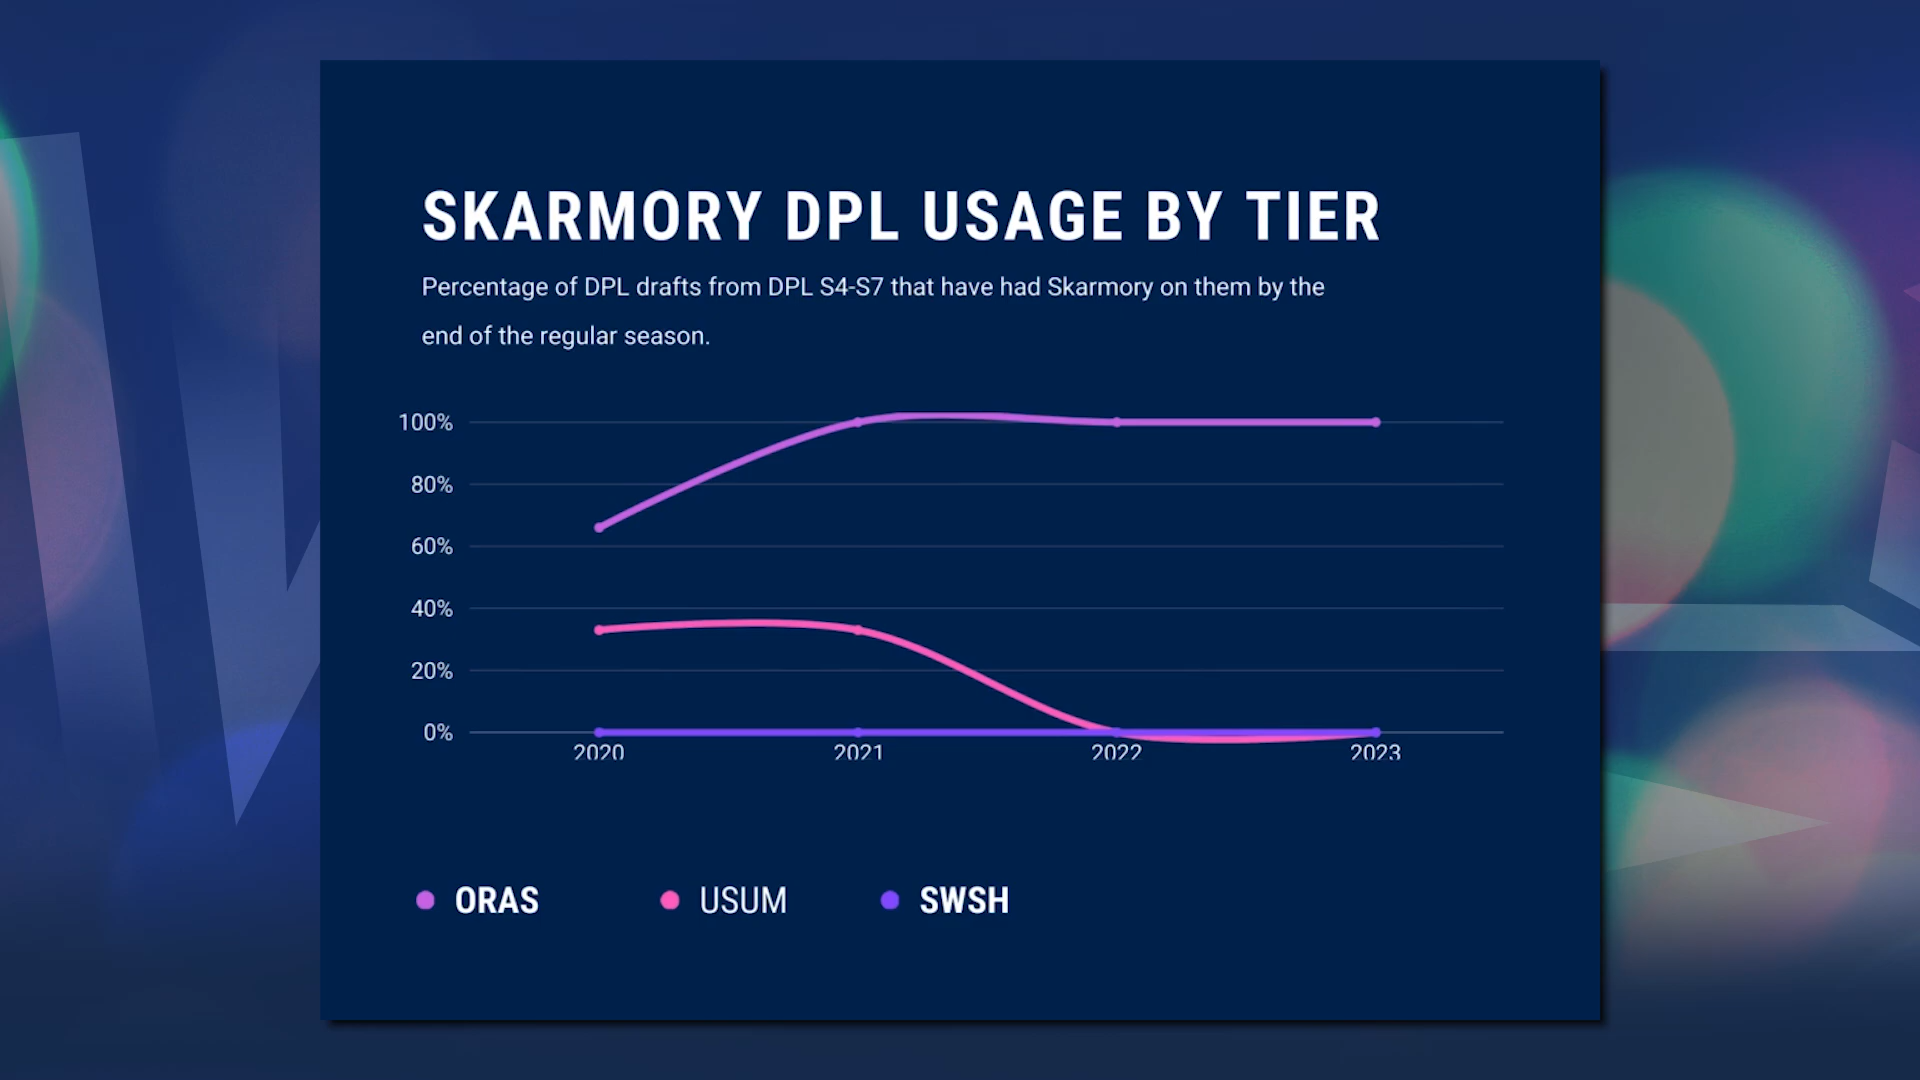 SKARMORY DPL USAGE BY TIER
Percentage of DPL drafts from DPL S4-S7 that have had Skarmory on them by the
end of the regular season.
100%
80%
60%
40%
20%
0%
2020 2021 2022 2023
ORAS USUM SWSH